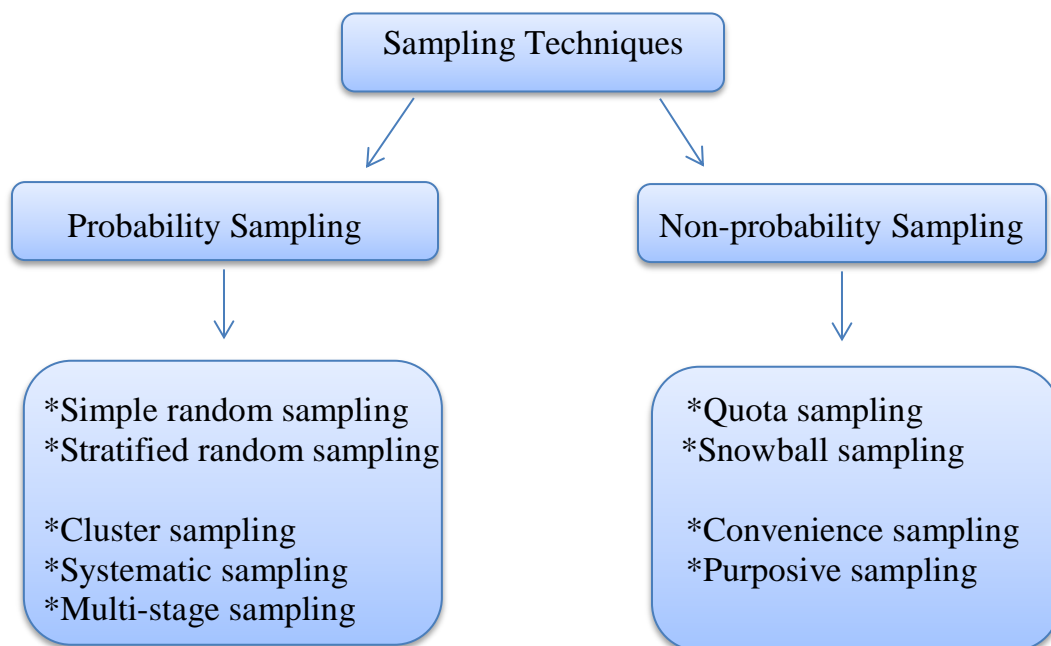 Sampling Techniques
Probability Sampling
Non-probability Sampling
*Simple random sampling
*Stratified random sampling
*Cluster sampling
*Systematic sampling
*Multi-stage sampling
*Quota sampling
*Snowball sampling
*Convenience sampling
*Purposive sampling